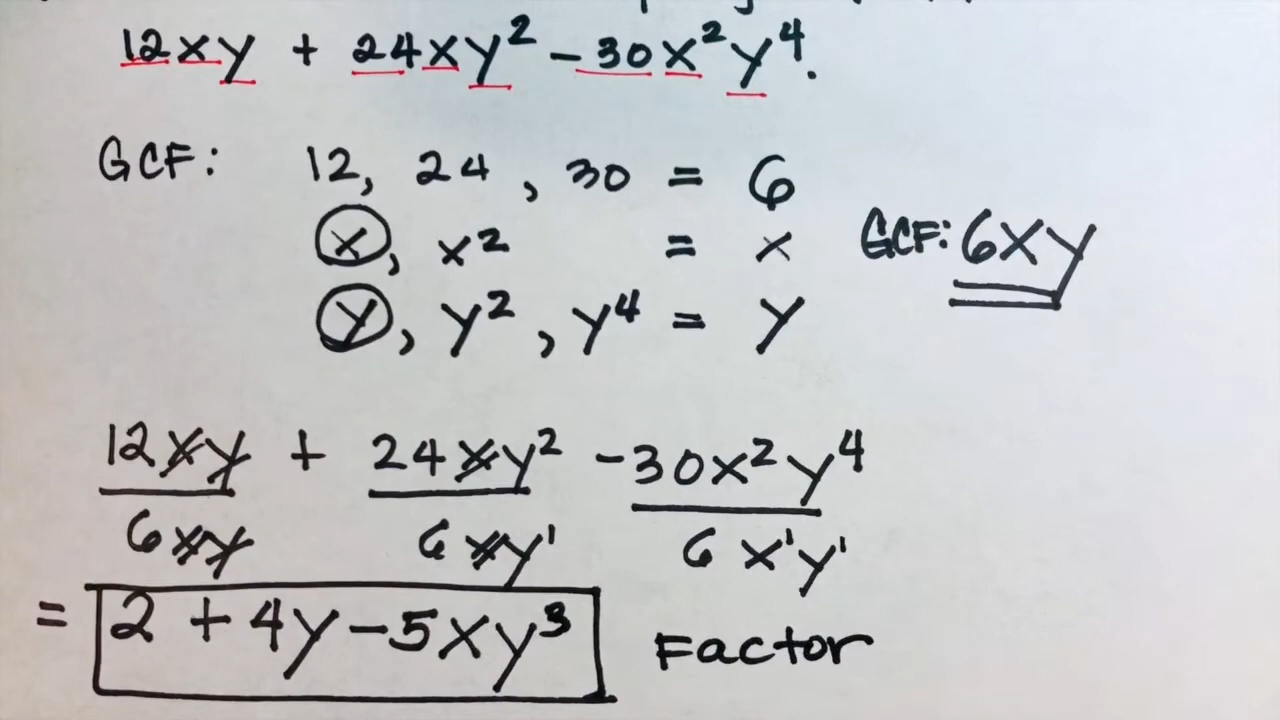 12xy + 24xy² - 30x²y⁴.
GCF: 12, 24, 30 = 6
x, x² = x
GCF: 6xy
y, y², y⁴ = y
12xy + 24xy² - 30x²y⁴
6xy 6xy¹ 6x¹y¹
= 2 + 4y - 5xy³
Factor